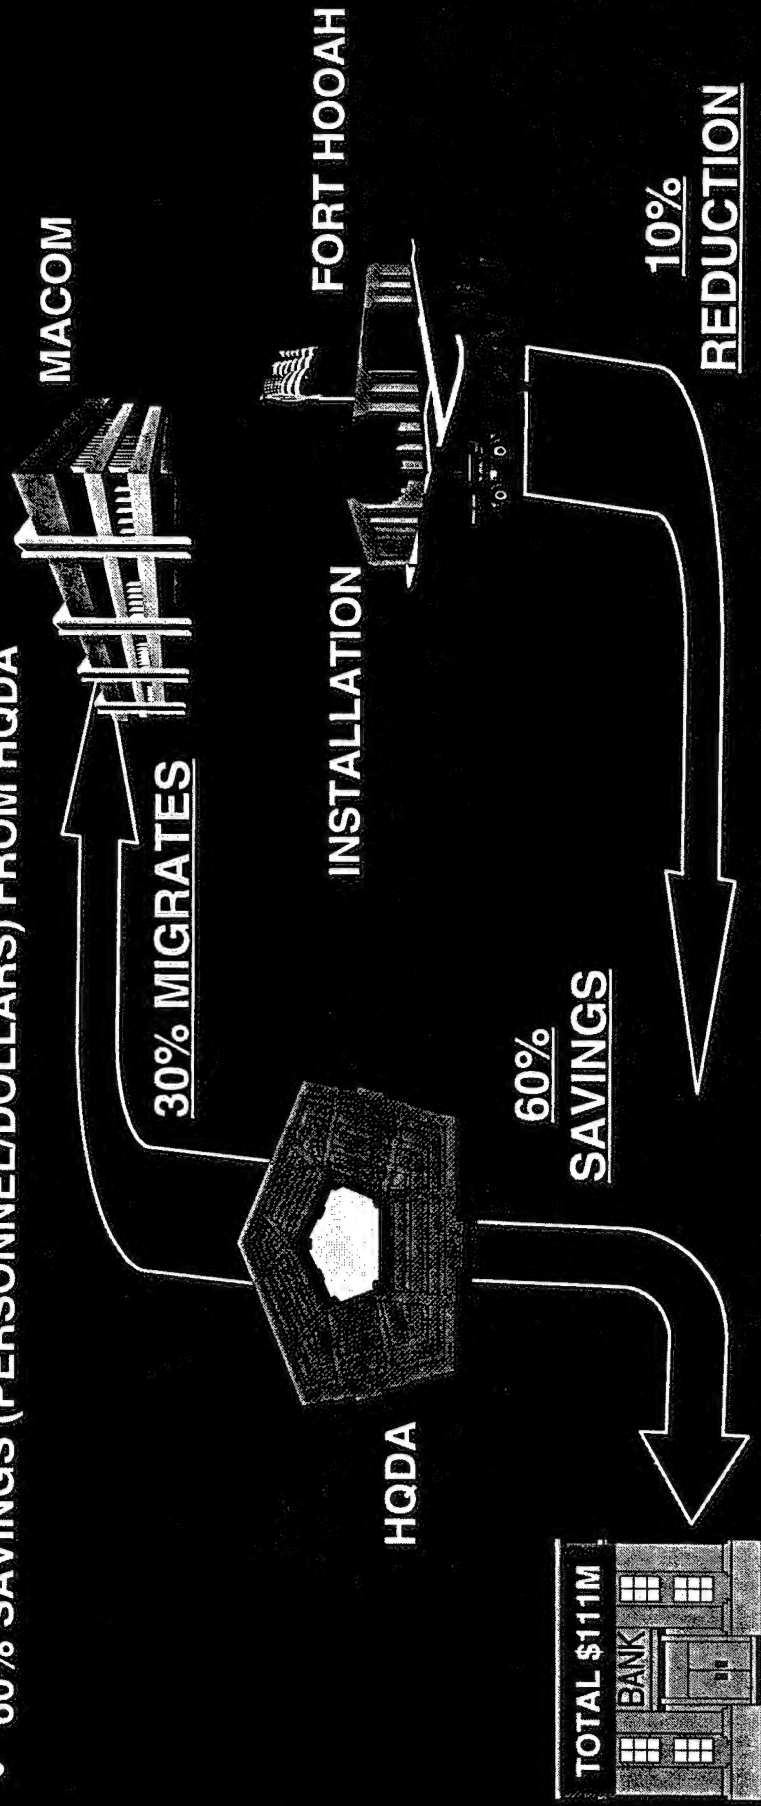 60% SAVINGS (PERSONNEL/DOLLARS) FROM HQDA
MACOM
30% MIGRATES
FORT HOOAH
INSTALLATION
HQDA
60%
SAVINGS
10%
REDUCTION
TOTAL $111M
BANK